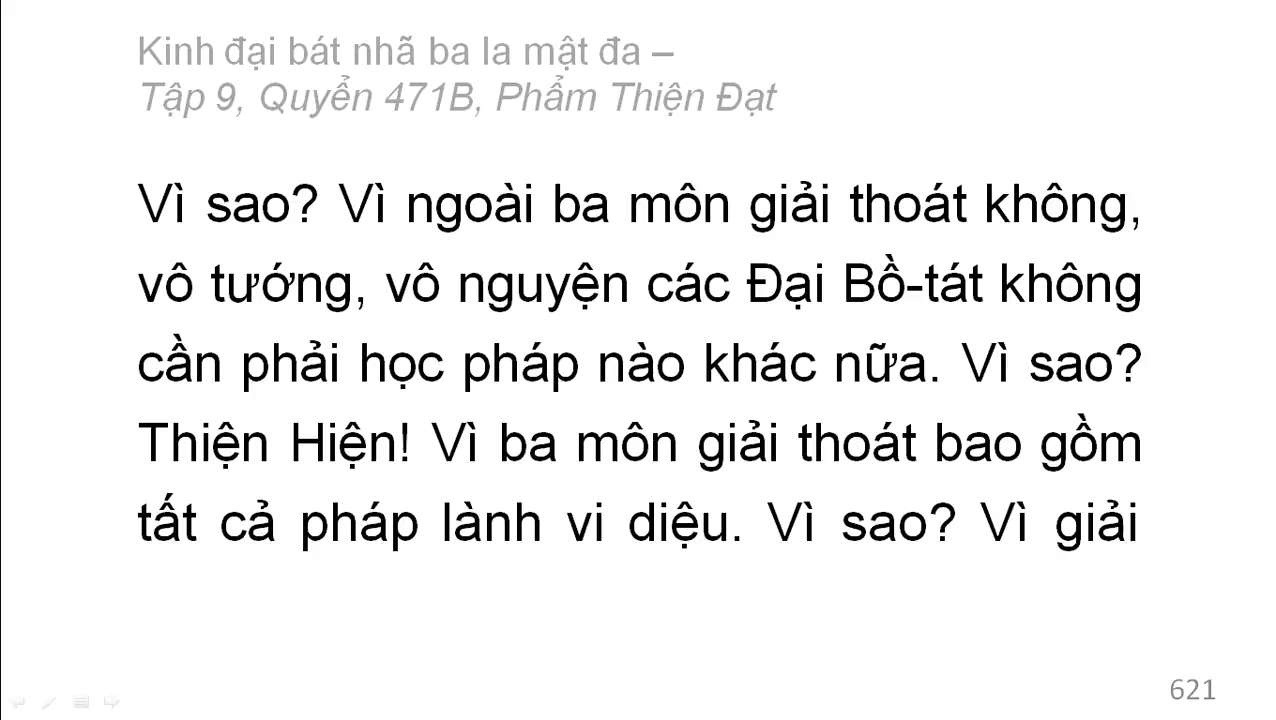 Kinh đại bát nhã ba la mật đa –
Tập 9, Quyển 471B, Phẩm Thiện Đạt
Vì sao? Vì ngoài ba môn giải thoát không,
vô tướng, vô nguyện các Đại Bồ-tát không
cần phải học pháp nào khác nữa. Vì sao?
Thiện Hiện! Vì ba môn giải thoát bao gồm
tất cả pháp lành vi diệu. Vì sao? Vì giải
621